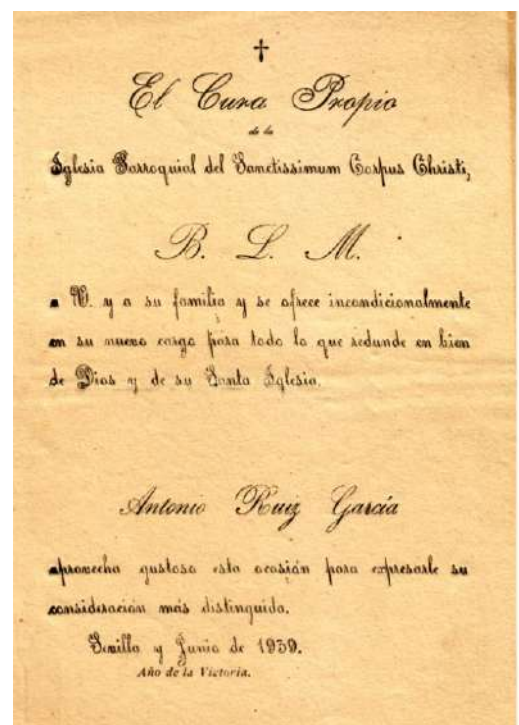 El Cura Propio
de la
Iglesia Parroquial del Sanctissimum Corpus Christi,
B. L. M.
a V. y a su familia y se ofrece incondicionalmente
en su nuevo cargo para todo lo que redunde en bien
de Dios y de su Santa Iglesia.
Antonio Ruiz García
aprovecha gustoso esta ocasión para expresarle su
consideración más distinguida.
Sevilla y Junio de 1939.
Año de la Victoria.